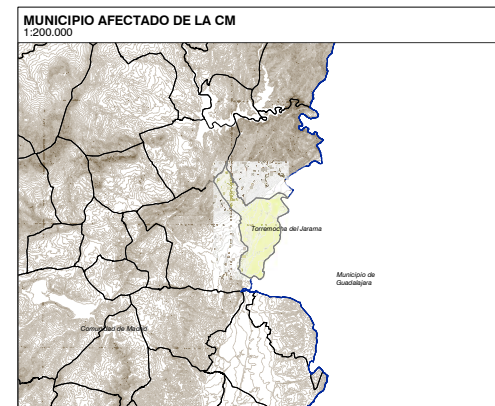 MUNICIPIO AFECTADO DE LA CM
1:200.000
Torremocha del Jarama
Municipio de
Guadalajara
Comunidad de Madrid